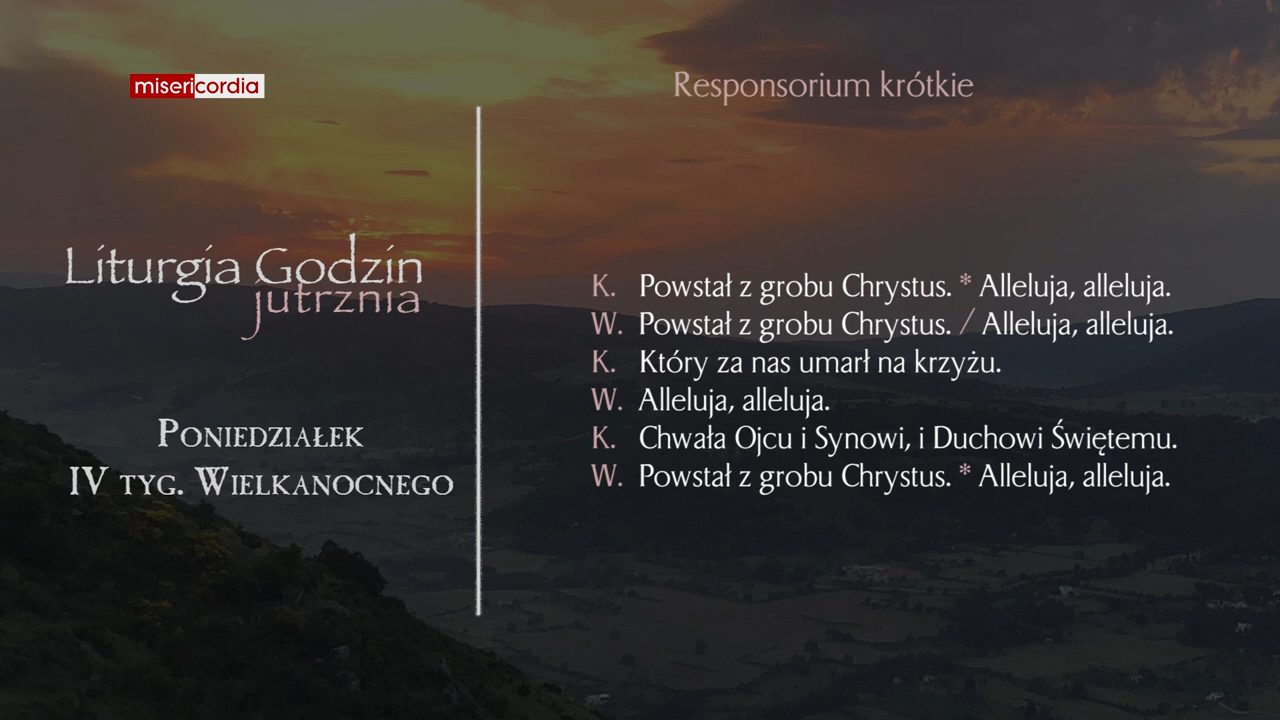 misericordia
Liturgia Godzin
jutrznia
Poniedziałek
IV tyg. Wielkanocnego
Responsorium krótkie
K. Powstał z grobu Chrystus. * Alleluja, alleluja.
W. Powstał z grobu Chrystus. / Alleluja, alleluja.
K. Który za nas umarł na krzyżu.
W. Alleluja, alleluja.
K. Chwała Ojcu i Synowi, i Duchowi Świętemu.
W. Powstał z grobu Chrystus. * Alleluja, alleluja.